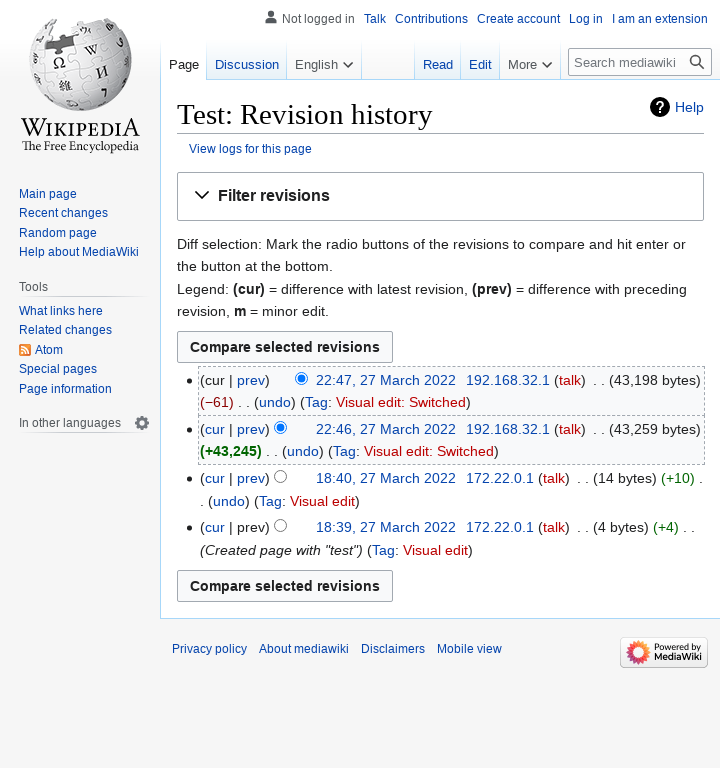 Not logged in Talk Contributions Create account Log in I am an extension
Page Discussion English Read Edit More Search mediawiki
WIKIPEDIA
The Free Encyclopedia
Main page
Recent changes
Random page
Help about MediaWiki
Tools
What links here
Related changes
Atom
Special pages
Page information
In other languages
Test: Revision history
Help
View logs for this page
Filter revisions
Diff selection: Mark the radio buttons of the revisions to compare and hit enter or
the button at the bottom.
Legend: (cur) = difference with latest revision, (prev) = difference with preceding
revision, m = minor edit.
Compare selected revisions
(cur | prev) 22:47, 27 March 2022 192.168.32.1 (talk) . . (43,198 bytes)
(−61) . . (undo) (Tag: Visual edit: Switched)
(cur | prev) 22:46, 27 March 2022 192.168.32.1 (talk) . . (43,259 bytes)
(+43,245) . . (undo) (Tag: Visual edit: Switched)
(cur | prev) 18:40, 27 March 2022 172.22.0.1 (talk) . . (14 bytes) (+10) .
. (undo) (Tag: Visual edit)
(cur | prev) 18:39, 27 March 2022 172.22.0.1 (talk) . . (4 bytes) (+4) . .
(Created page with "test") (Tag: Visual edit)
Compare selected revisions
Privacy policy About mediawiki Disclaimers Mobile view
Powered by
MediaWiki